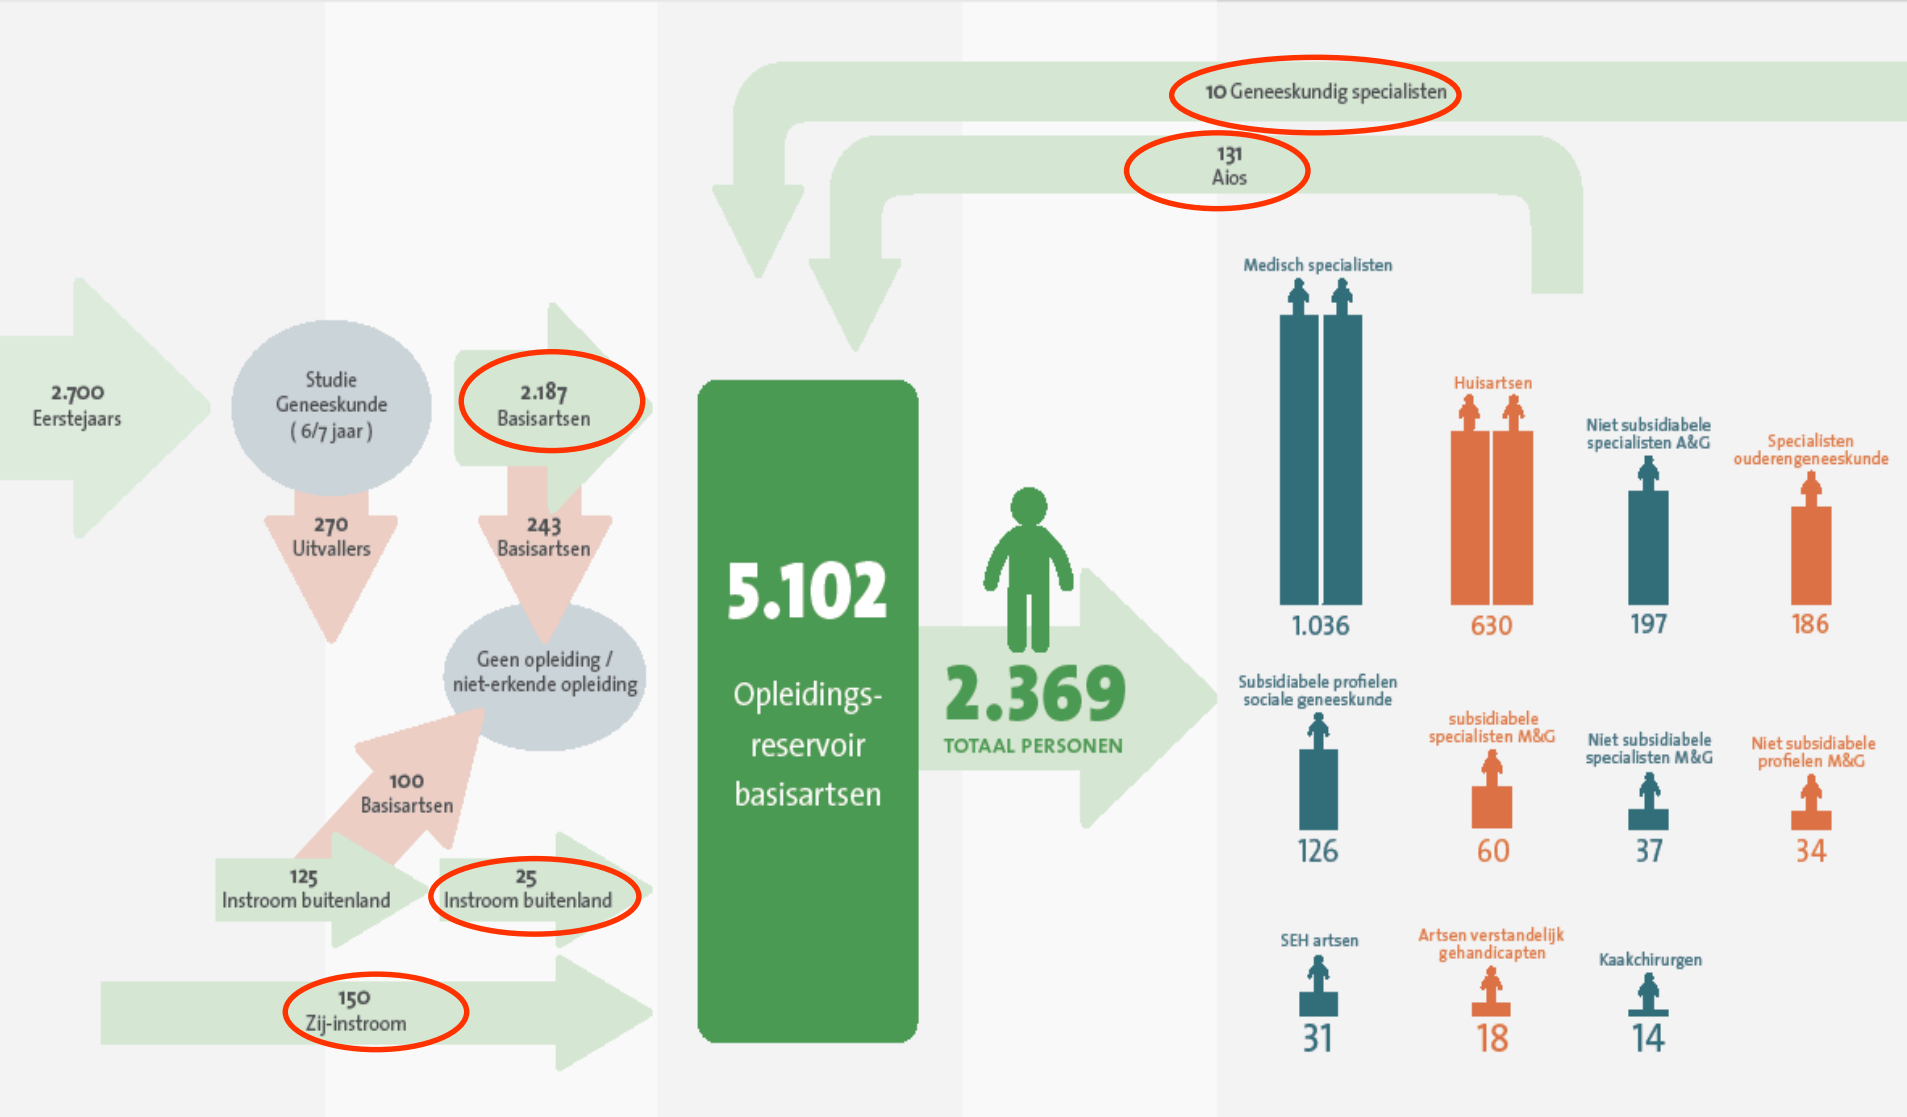 10 Geneeskundig specialisten
131
Aios
2.700
Eerstejaars
Studie
Geneeskunde
( 6/7 jaar )
2.187
Basisartsen
270
Uitvallers
243
Basisartsen
Geen opleiding /
niet-erkende opleiding
100
Basisartsen
125
Instroom buitenland
25
Instroom buitenland
150
Zij-instroom
5.102
Opleidings-
reservoir
basisartsen
2.369
TOTAAL PERSONEN
Medisch specialisten
1.036
Huisartsen
630
Niet subsidiabele
specialisten A&G
197
Specialisten
ouderengeneeskunde
186
Subsidiabele profielen
sociale geneeskunde
126
subsidiabele
specialisten M&G
60
Niet subsidiabele
specialisten M&G
37
Niet subsidiabele
profielen M&G
34
SEH artsen
31
Artsen verstandelijk
gehandicapten
18
Kaakchirurgen
14